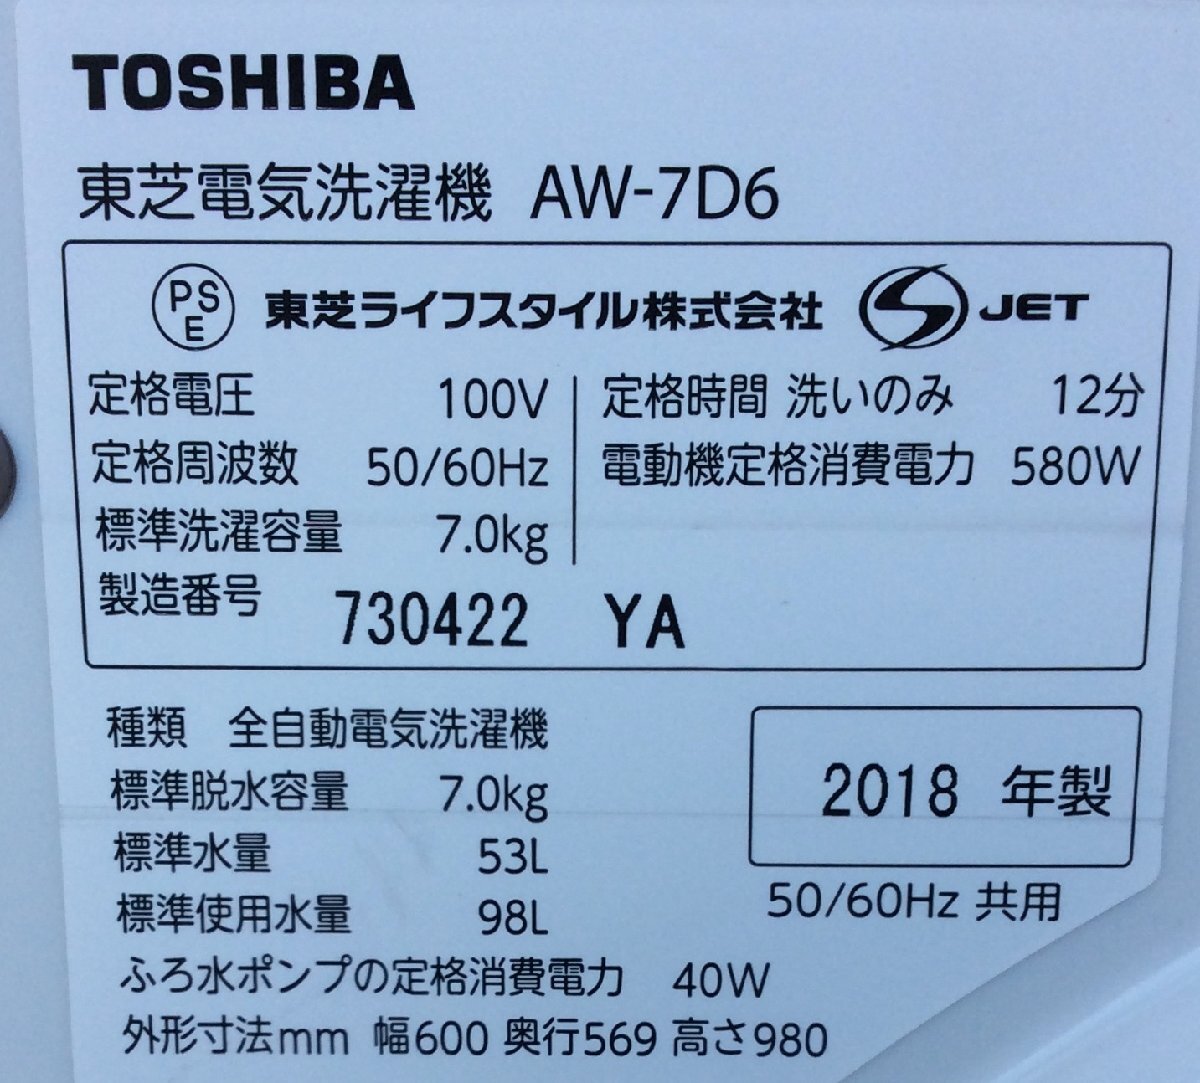 TOSHIBA
東芝電気洗濯機 AW-7D6
PSE 東芝ライフスタイル株式会社 S JET
定格電圧 100V
定格周波数 50/60Hz
標準洗濯容量 7.0kg
定格時間 洗いのみ 12分
電動機定格消費電力 580W
製造番号 730422 YA
種類 全自動電気洗濯機
標準脱水容量 7.0kg
標準水量 53L
標準使用水量 98L
2018 年製
50/60Hz 共用
ふろ水ポンプの定格消費電力 40W
外形寸法mm 幅600 奥行569 高さ980